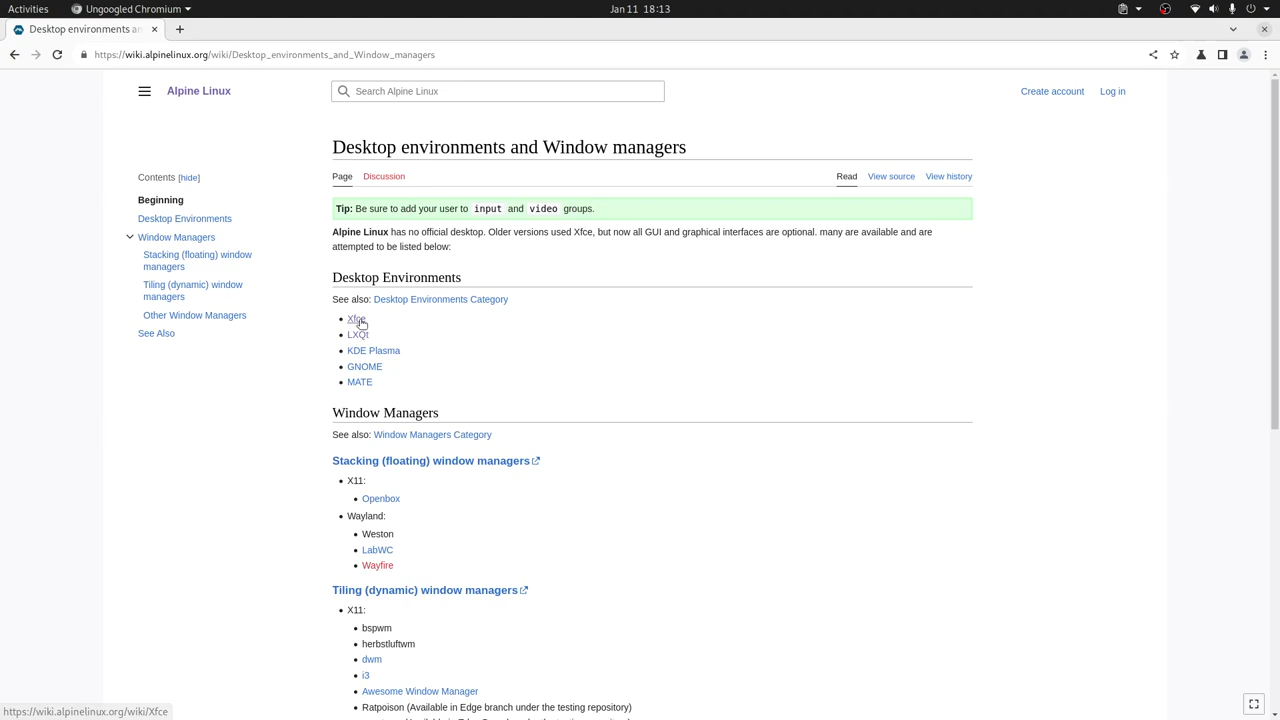 Activities
Ungoogled Chromium
Jan 11 18:13
Desktop environments an
https://wiki.alpinelinux.org/wiki/Desktop_environments_and_Window_managers
Alpine Linux
Search Alpine Linux
Create account
Log in
Desktop environments and Window managers
Contents [hide]
Page
Discussion
Read
View source
View history
Beginning
Desktop Environments
Window Managers
Stacking (floating) window
managers
Tiling (dynamic) window
managers
Other Window Managers
See Also
Tip: Be sure to add your user to input and video groups.
Alpine Linux has no official desktop. Older versions used Xfce, but now all GUI and graphical interfaces are optional. many are available and are
attempted to be listed below:
Desktop Environments
See also: Desktop Environments Category
Xfce
LXQt
KDE Plasma
GNOME
MATE
Window Managers
See also: Window Managers Category
Stacking (floating) window managers
X11:
Openbox
Wayland:
Weston
LabWC
Wayfire
Tiling (dynamic) window managers
X11:
bspwm
herbstluftwm
dwm
i3
Awesome Window Manager
Ratpoison (Available in Edge branch under the testing repository)
https://wiki.alpinelinux.org/wiki/Xfce